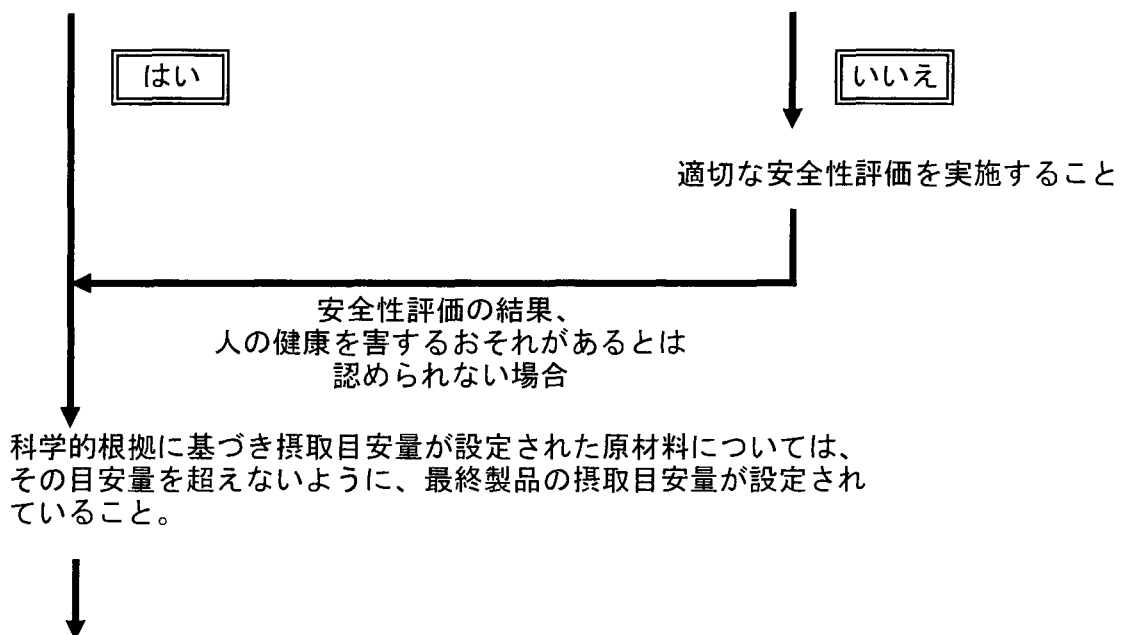 はい
いいえ
適切な安全性評価を実施すること
安全性評価の結果、
人の健康を害するおそれがあるとは
認められない場合
科学的根拠に基づき摂取目安量が設定された原材料については、
その目安量を超えないように、最終製品の摂取目安量が設定され
ていること。